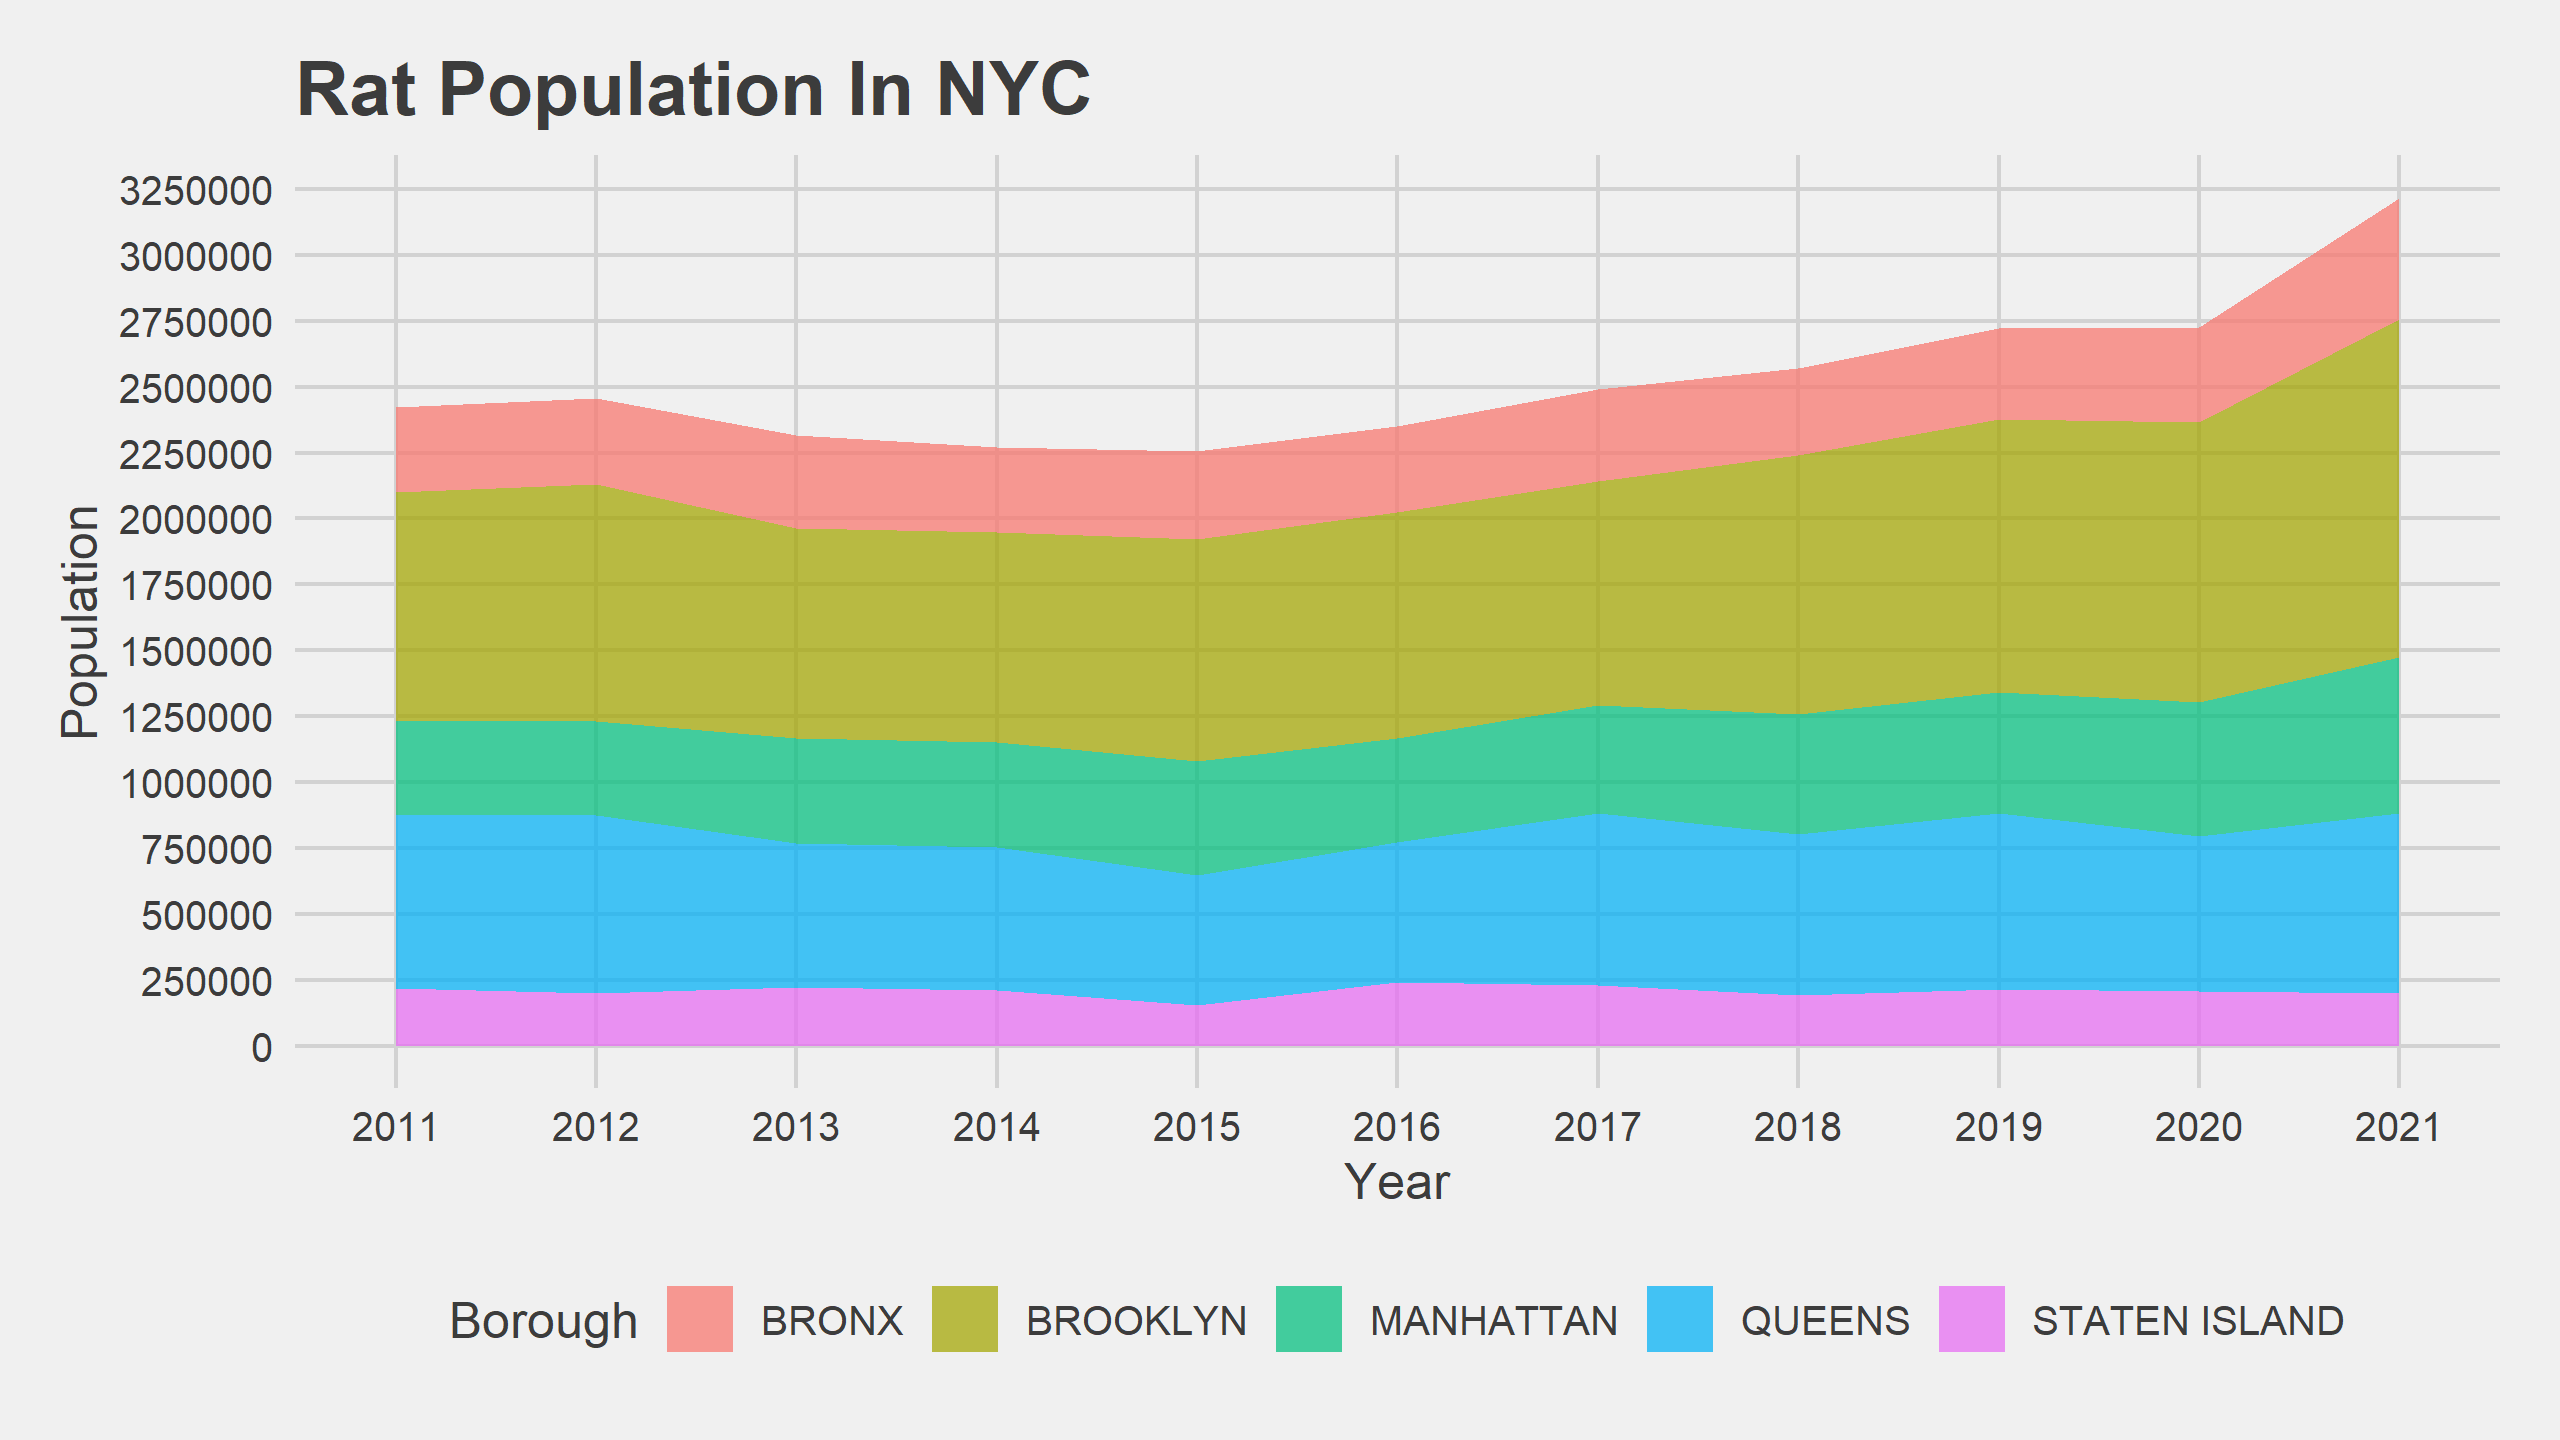 Rat Population In NYC
3250000
3000000
2750000
2500000
2250000
2000000
1750000
1500000
1250000
1000000
750000
500000
250000
0
Population
2011 2012 2013 2014 2015 2016 2017 2018 2019 2020 2021
Year
Borough BRONX BROOKLYN MANHATTAN QUEENS STATEN ISLAND